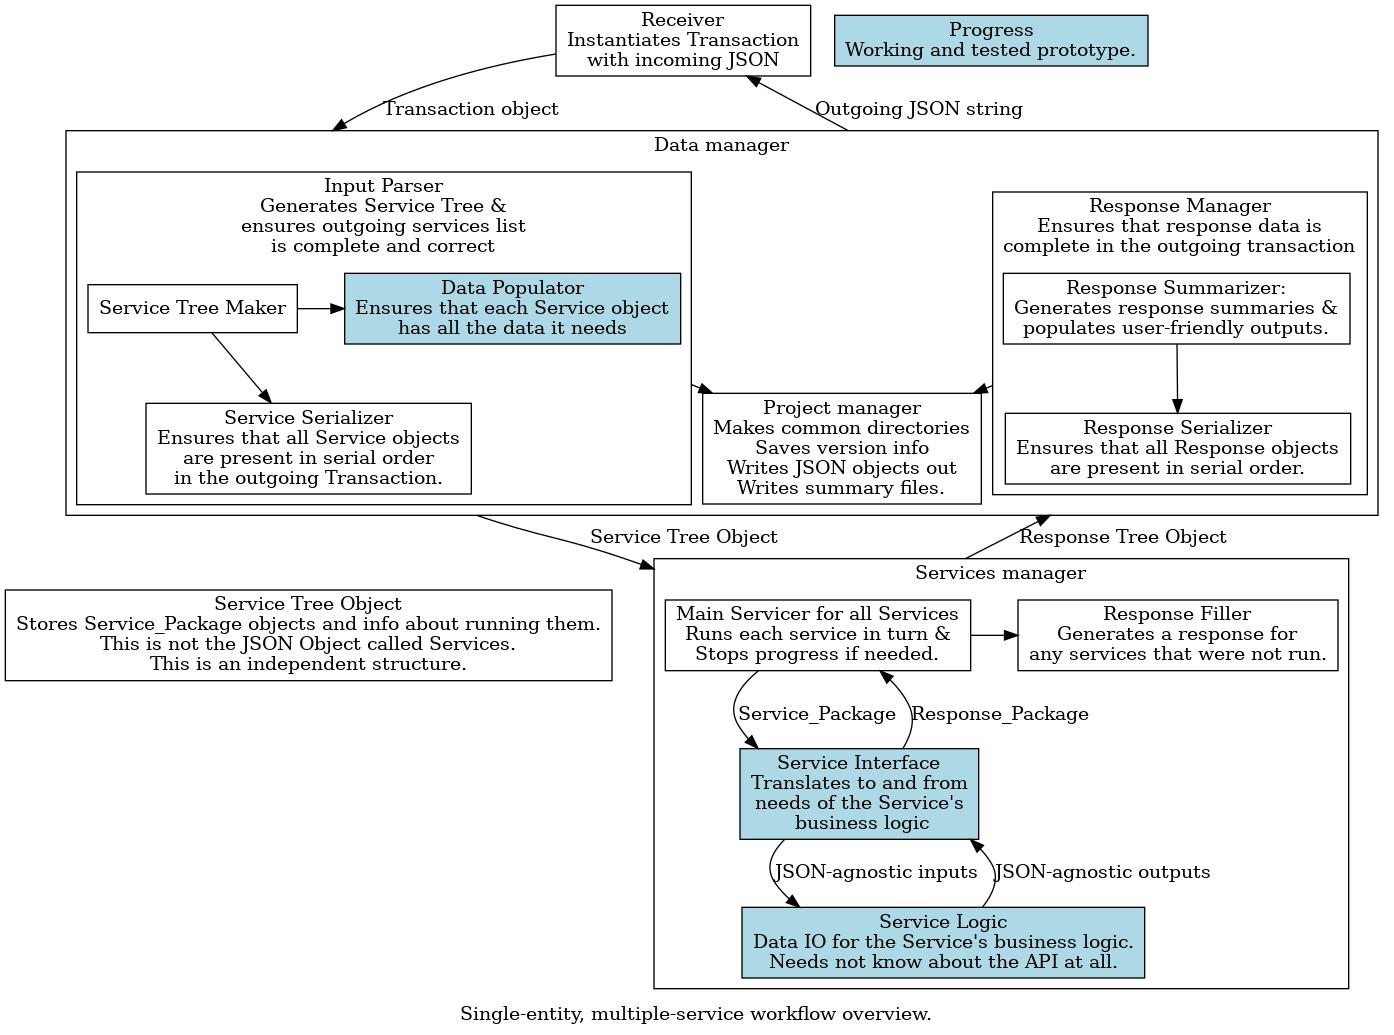 Receiver
Instantiates Transaction
with incoming JSON
Progress
Working and tested prototype.
Transaction object
Outgoing JSON string
Data manager
Input Parser
Generates Service Tree &
ensures outgoing services list
is complete and correct
Service Tree Maker
Data Populator
Ensures that each Service object
has all the data it needs
Service Serializer
Ensures that all Service objects
are present in serial order
in the outgoing Transaction.
Project manager
Makes common directories
Saves version info
Writes JSON objects out
Writes summary files.
Response Manager
Ensures that response data is
complete in the outgoing transaction
Response Summarizer:
Generates response summaries &
populates user-friendly outputs.
Response Serializer
Ensures that all Response objects
are present in serial order.
Service Tree Object
Response Tree Object
Service Tree Object
Stores Service_Package objects and info about running them.
This is not the JSON Object called Services.
This is an independent structure.
Services manager
Main Servicer for all Services
Runs each service in turn &
Stops progress if needed.
Response Filler
Generates a response for
any services that were not run.
Service_Package
Response_Package
Service Interface
Translates to and from
needs of the Service's
business logic
JSON-agnostic inputs
JSON-agnostic outputs
Service Logic
Data IO for the Service's business logic.
Needs not know about the API at all.
Single-entity, multiple-service workflow overview.